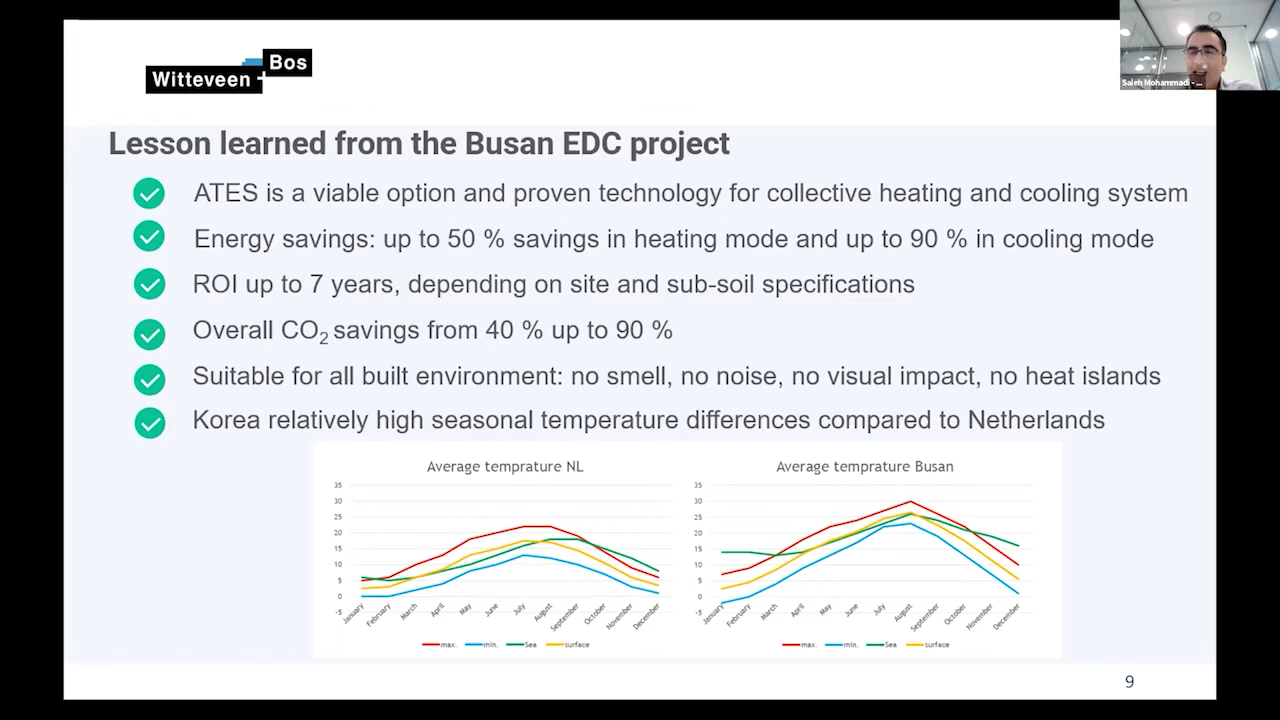 Witteveen + Bos
Saleh Mohammadi - ...
Lesson learned from the Busan EDC project
ATES is a viable option and proven technology for collective heating and cooling system
Energy savings: up to 50 % savings in heating mode and up to 90 % in cooling mode
ROI up to 7 years, depending on site and sub-soil specifications
Overall CO2 savings from 40 % up to 90 %
Suitable for all built environment: no smell, no noise, no visual impact, no heat islands
Korea relatively high seasonal temperature differences compared to Netherlands
Average temprature NL
35
30
25
20
15
10
5
0
-5
January February March April May June July August September October November December
max. min. Sea surface
Average temprature Busan
35
30
25
20
15
10
5
0
-5
January February March April May June July August September October November December
max. min. Sea surface
9